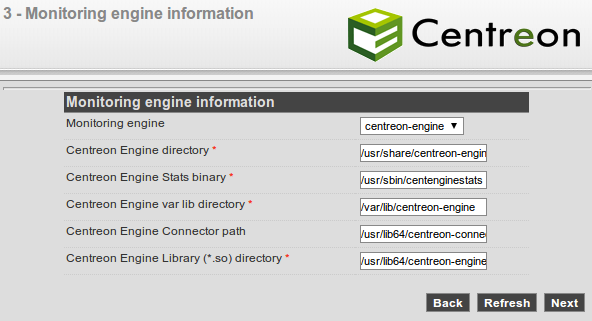 3 - Monitoring engine information
Centreon
Monitoring engine information
Monitoring engine centreon-engine
Centreon Engine directory * /usr/share/centreon-engin
Centreon Engine Stats binary * /usr/sbin/centenginestats
Centreon Engine var lib directory * /var/lib/centreon-engine
Centreon Engine Connector path /usr/lib64/centreon-conne
Centreon Engine Library (*.so) directory * /usr/lib64/centreon-engine
Back Refresh Next